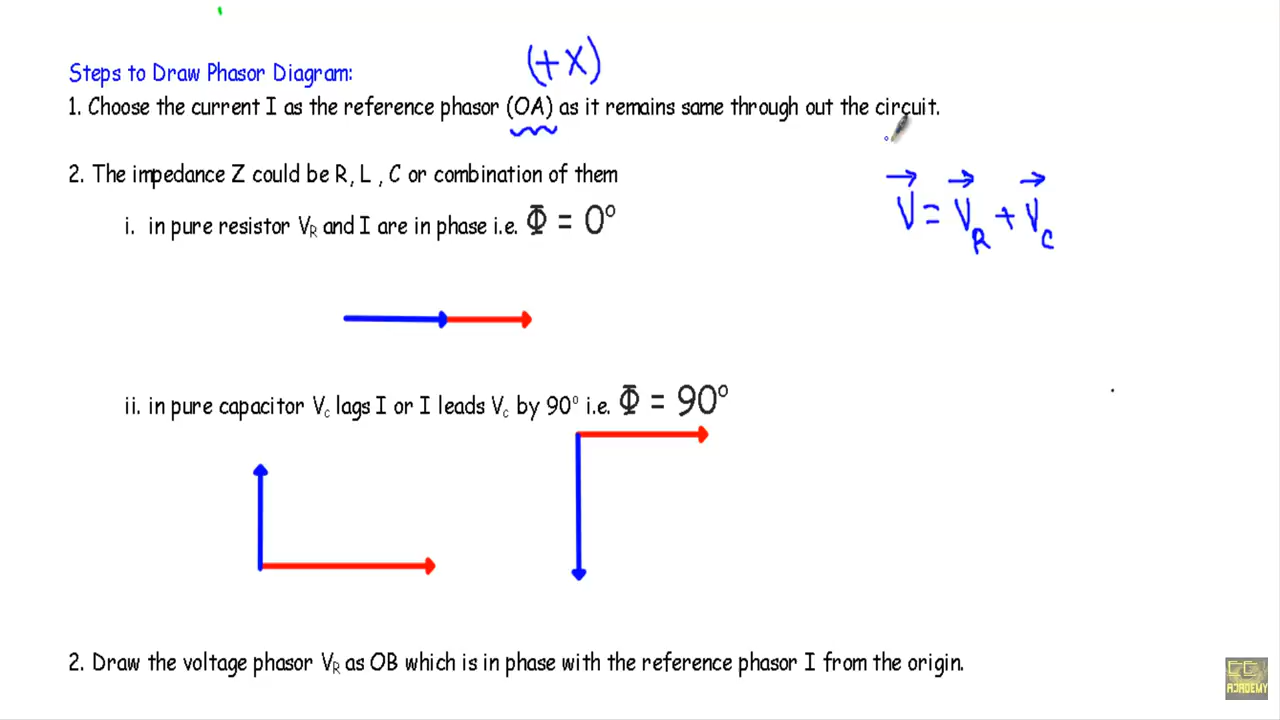 (+X)
Steps to Draw Phasor Diagram:
1. Choose the current I as the reference phasor (OA) as it remains same through out the circuit.
2. The impedance Z could be R, L , C or combination of them
V = VR + VC
i. in pure resistor VR and I are in phase i.e. Φ = 0°
ii. in pure capacitor Vc lags I or I leads Vc by 90° i.e. Φ = 90°
2. Draw the voltage phasor VR as OB which is in phase with the reference phasor I from the origin.